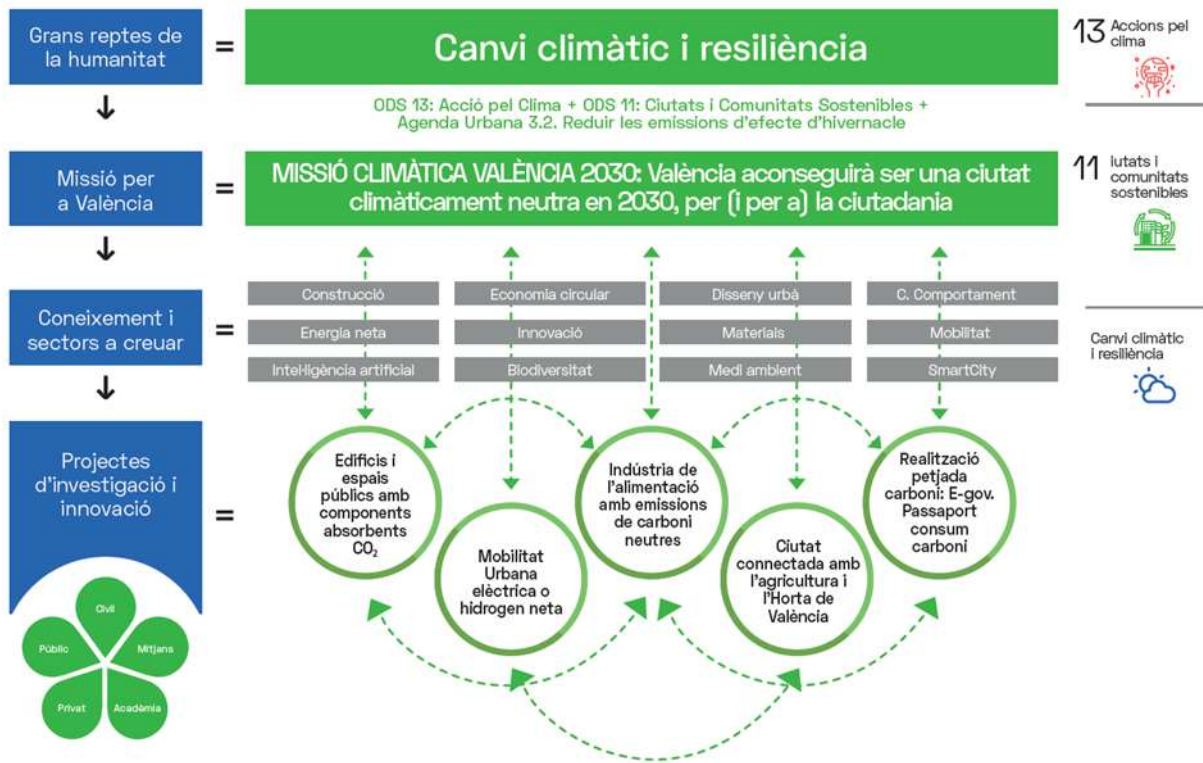 Grans reptes de
la humanitat
=
Canvi climàtic i resiliència
13 Accions pel
clima
ODS 13: Acció pel Clima + ODS 11: Ciutats i Comunitats Sostenibles +
Agenda Urbana 3.2. Reduir les emissions d'efecte d'hivernacle
Missió per
a València
=
MISSIÓ CLIMÀTICA VALÈNCIA 2030: València aconseguirà ser una ciutat
climàticament neutra en 2030, per (i per a) la ciutadania
11 iutats i
comunitats
sostenibles
Coneixement i
sectors a creuar
=
Construcció
Economia circular
Disseny urbà
C. Comportament
Energia neta
Innovació
Materials
Mobilitat
Intel·ligència artificial
Biodiversitat
Medi ambient
SmartCity
Canvi climàtic
i resiliència
Projectes
d'investigació i
innovació
=
Edificis i
espais
públics amb
components
absorbents
CO₂
Mobilitat
Urbana
elèctrica o
hidrogen neta
Indústria de
l'alimentació
amb emissions
de carboni
neutres
Ciutat
connectada amb
l'agricultura i
l'Horta de
València
Realització
petjada
carboni: E-gov.
Passaport
consum
carboni
Civil
Públic
Mitjans
Privat
Acadèmia